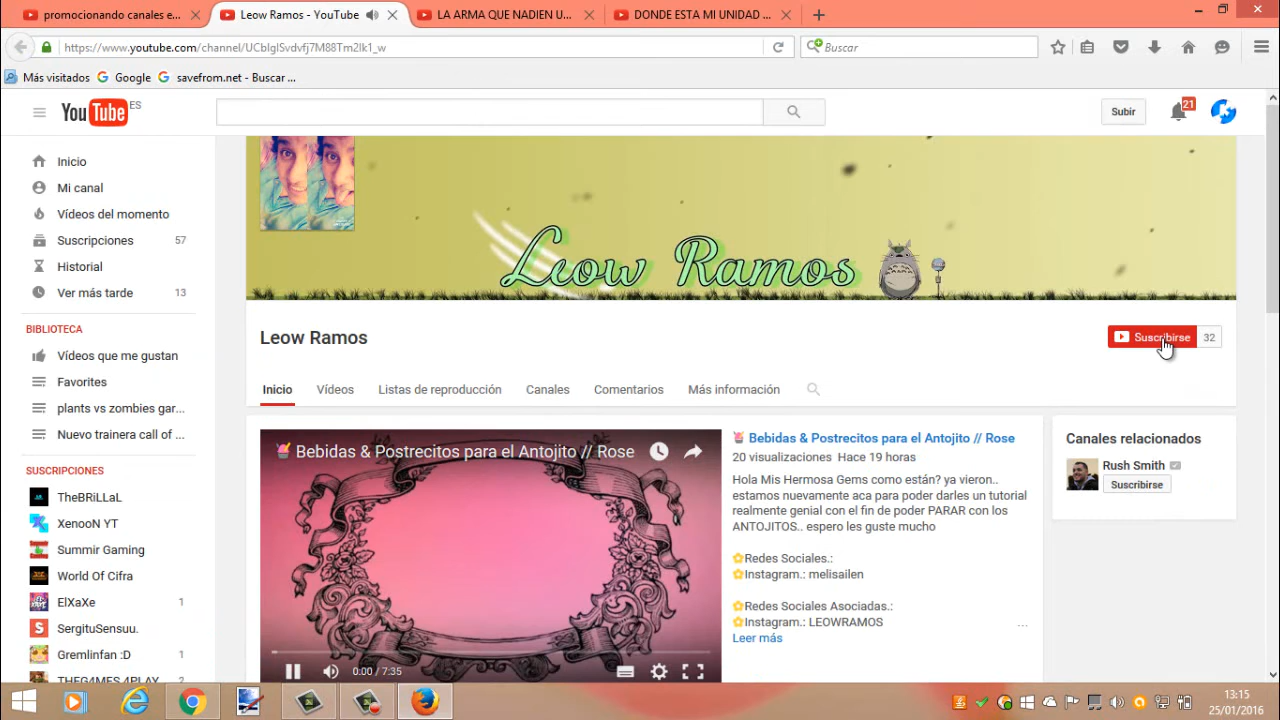 promocionando canales e...
Leow Ramos - YouTube
LA ARMA QUE NADIEN U...
DONDE ESTA MI UNIDAD ...
https://www.youtube.com/channel/UCblglSvdvfj7M88Tm2lk1_w
Buscar
Más visitados
Google
savefrom.net - Buscar ...
YouTube ES
Subir
21
Inicio
Mi canal
Vídeos del momento
Suscripciones 57
Historial
Ver más tarde 13
BIBLIOTECA
Vídeos que me gustan
Favorites
plants vs zombies gar...
Nuevo trainera call of ...
SUSCRIPCIONES
TheBRiLLaL
XenooN YT
Summir Gaming
World Of Cifra
ElXaXe 1
SergituSensuu.
Gremlinfan :D 1
THEG4MES 4PLAY 2
Leow Ramos
Leow Ramos
Suscribirse 32
Inicio
Vídeos
Listas de reproducción
Canales
Comentarios
Más información
Bebidas & Postrecitos para el Antojito // Rose
0:00 / 7:35
Bebidas & Postrecitos para el Antojito // Rose
20 visualizaciones Hace 19 horas
Hola Mis Hermosa Gems como están? ya vieron..
estamos nuevamente aca para poder darles un tutorial
realmente genial con el fin de poder PARAR con los
ANTOJITOS.. espero les guste mucho
Redes Sociales.:
Instagram.: melisailen
Redes Sociales Asociadas.:
Instagram.: LEOWRAMOS
...
Leer más
Canales relacionados
Rush Smith
Suscribirse
13:15
25/01/2016